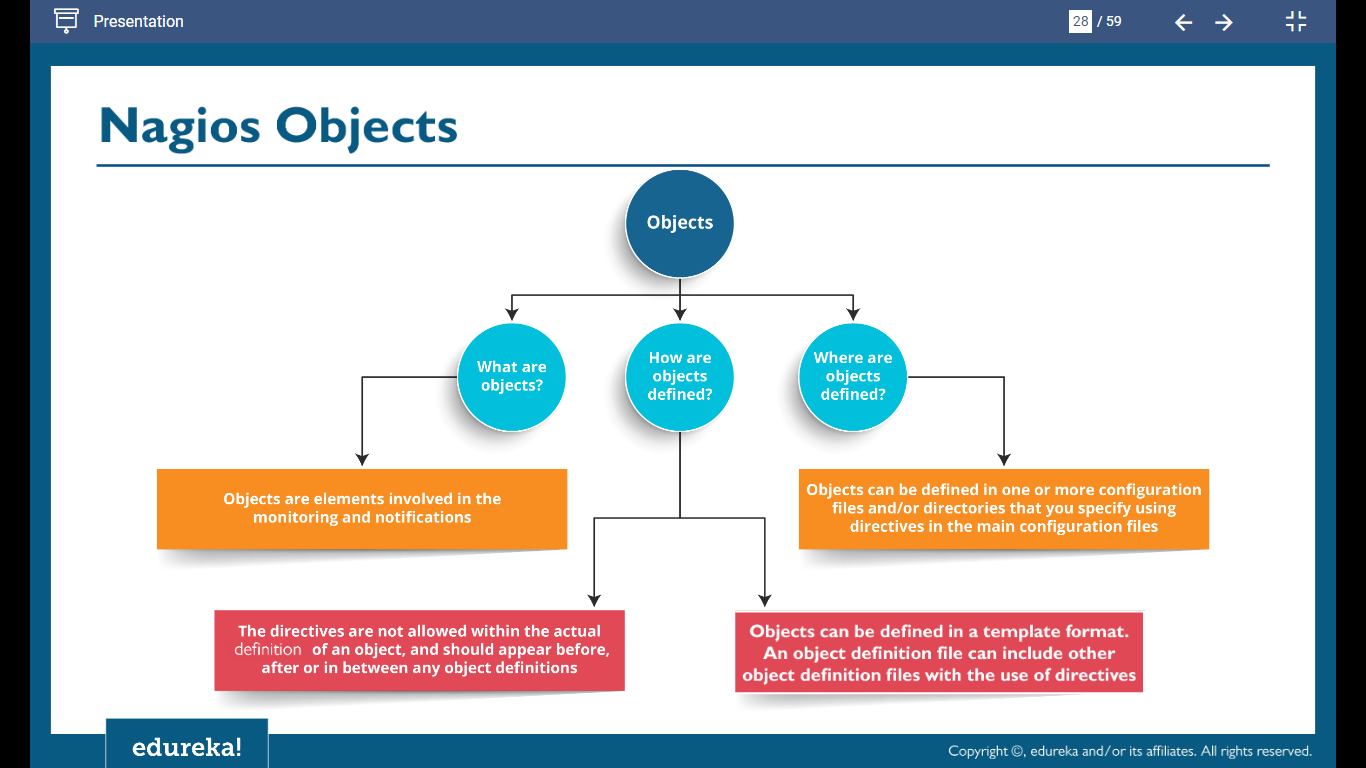 Presentation
28 / 59
Nagios Objects
Objects
What are
objects?
How are
objects
defined?
Where are
objects
defined?
Objects are elements involved in the
monitoring and notifications
Objects can be defined in one or more configuration
files and/or directories that you specify using
directives in the main configuration files
The directives are not allowed within the actual
definition of an object, and should appear before,
after or in between any object definitions
Objects can be defined in a template format.
An object definition file can include other
object definition files with the use of directives
edureka!
Copyright ©, edureka and/or its affiliates. All rights reserved.